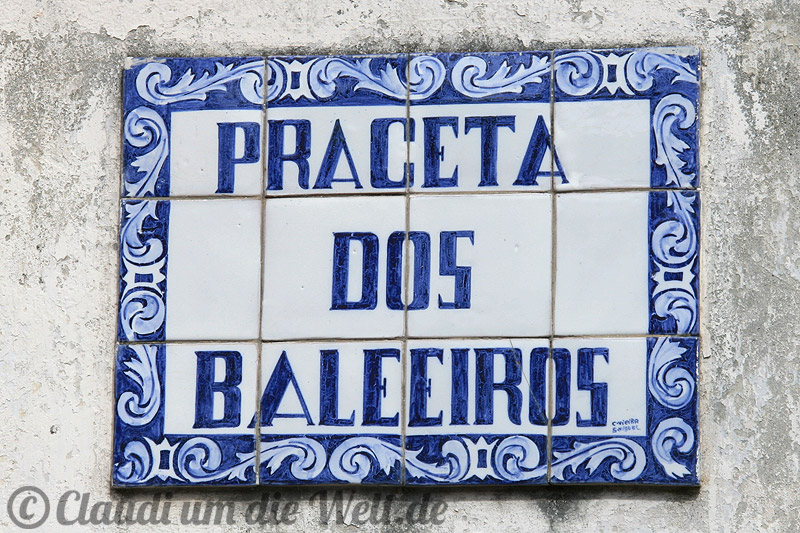 PRACETA
DOS
BALEEIROS
© Claudi um die Welt.de